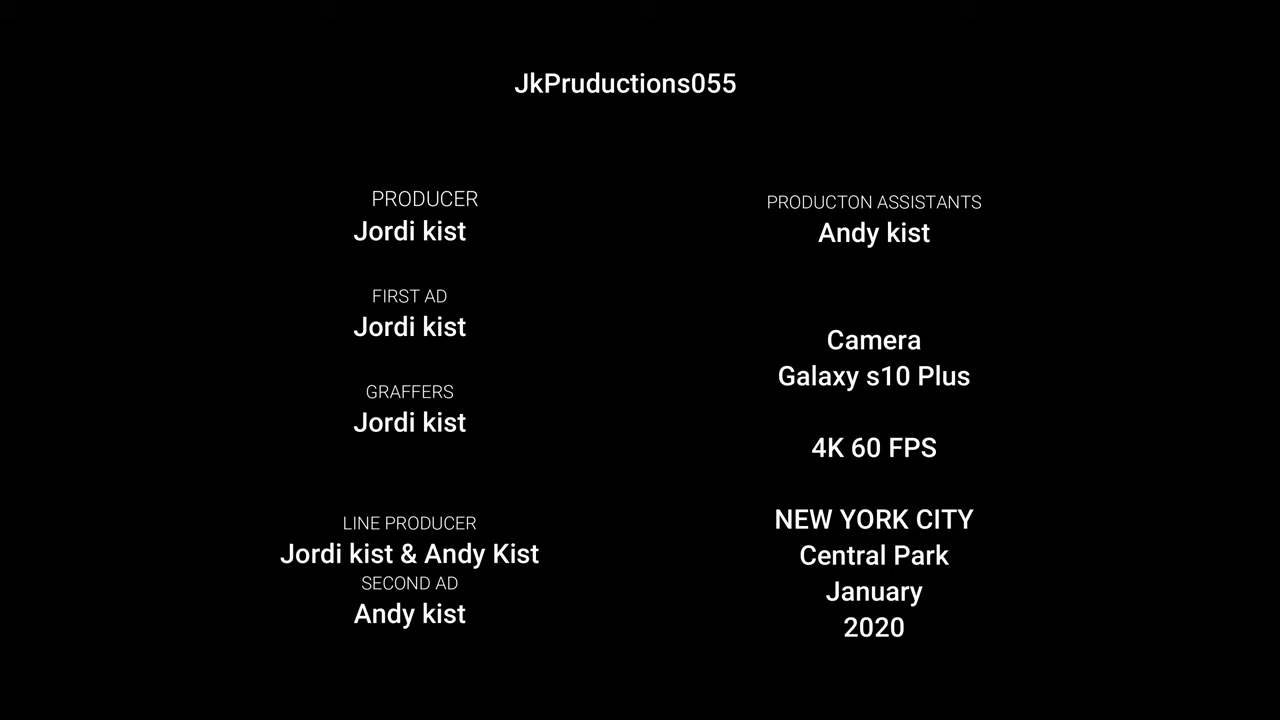 JkPruductions055
PRODUCER
Jordi kist
FIRST AD
Jordi kist
GRAFFERS
Jordi kist
LINE PRODUCER
Jordi kist & Andy Kist
SECOND AD
Andy kist
PRODUCTON ASSISTANTS
Andy kist
Camera
Galaxy s10 Plus
4K 60 FPS
NEW YORK CITY
Central Park
January
2020